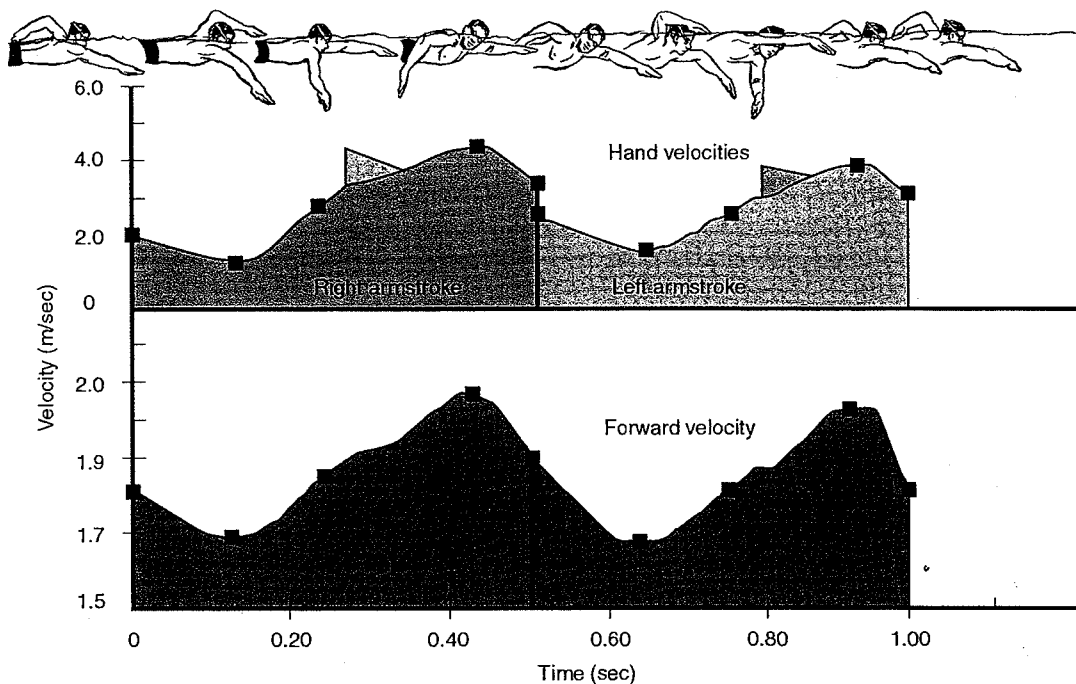 6.0
4.0
Hand velocities
2.0
Right armstroke
Left armstroke
0
Velocity (m/sec)
2.0
Forward velocity
1.9
1.7
1.5
0
0.20
0.40
0.60
0.80
1.00
Time (sec)